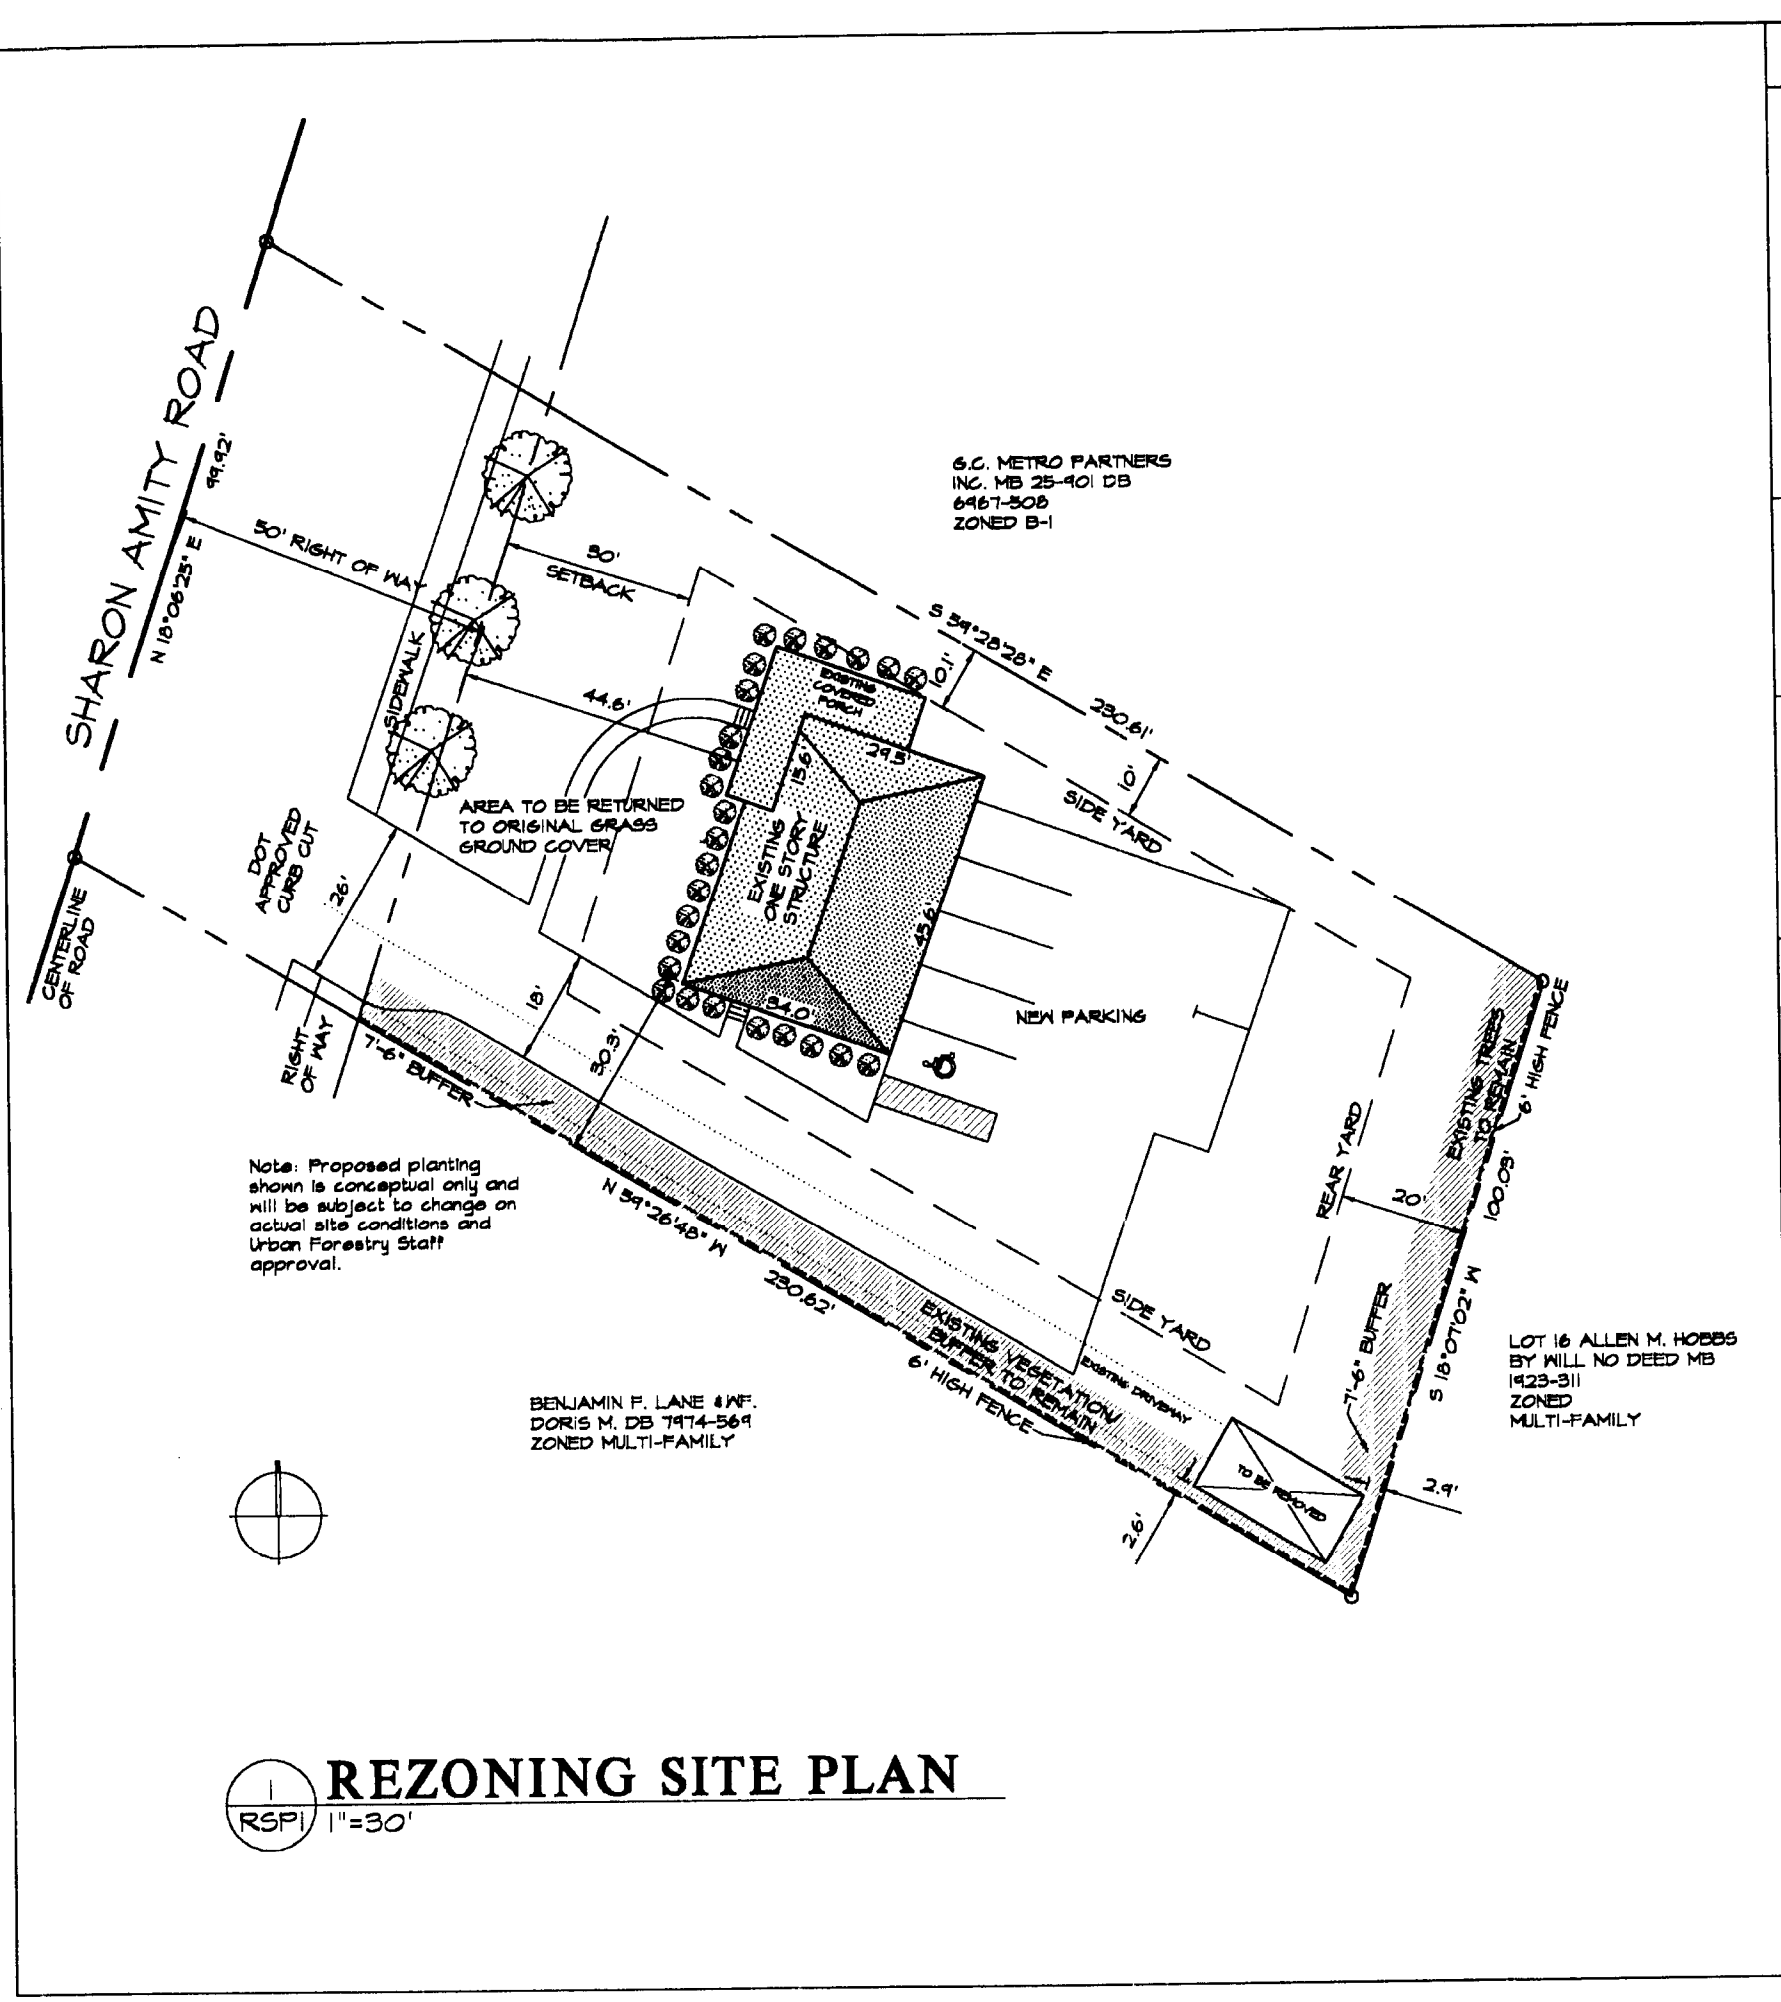 SHARON AMITY ROAD
N 18°06'25" E
99.92'
50' RIGHT OF WAY
30'
SETBACK
G.C. METRO PARTNERS
INC. MB 25-901 DB
6967-508
ZONED B-1
S 59°28'28" E
230.61'
10.1'
10'
SIDE YARD
SIDEWALK
44.6'
EXISTING
COVERED
PORCH
29.5'
15.6'
EXISTING
ONE STORY
STRUCTURE
45.6'
34.0'
AREA TO BE RETURNED
TO ORIGINAL GRASS
GROUND COVER
DOT
APPROVED
CURB CUT
26'
CENTERLINE
OF ROAD
RIGHT
OF WAY
18'
30.3'
7'-6" BUFFER
NEW PARKING
EXISTING TREES
TO REMAIN
6' HIGH FENCE
REAR YARD
20'
100.03'
S 18°07'02" W
7'-6" BUFFER
Note: Proposed planting
shown is conceptual only and
will be subject to change on
actual site conditions and
Urban Forestry Staff
approval.
N 59°26'48" W
230.62'
SIDE YARD
EXISTING VEGETATION/
BUFFER TO REMAIN
EXISTING DRIVEWAY
6' HIGH FENCE
LOT 16 ALLEN M. HOBBS
BY WILL NO DEED MB
1923-311
ZONED
MULTI-FAMILY
BENJAMIN F. LANE & WF.
DORIS M. DB 7974-569
ZONED MULTI-FAMILY
TO BE REMOVED
2.9'
2.6'
1
RSP1
REZONING SITE PLAN
1"=30'